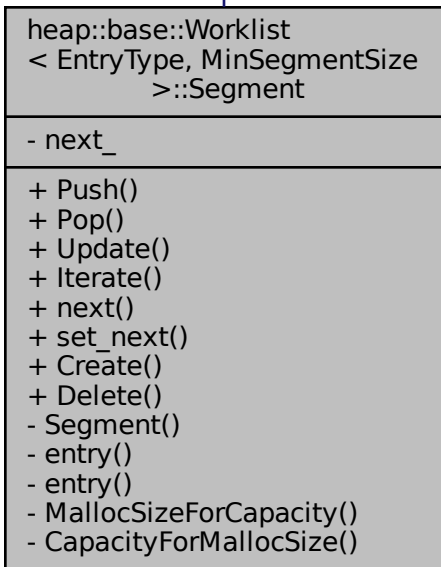 heap::base::Worklist
< EntryType, MinSegmentSize
>::Segment
- next_
+ Push()
+ Pop()
+ Update()
+ Iterate()
+ next()
+ set_next()
+ Create()
+ Delete()
- Segment()
- entry()
- entry()
- MallocSizeForCapacity()
- CapacityForMallocSize()